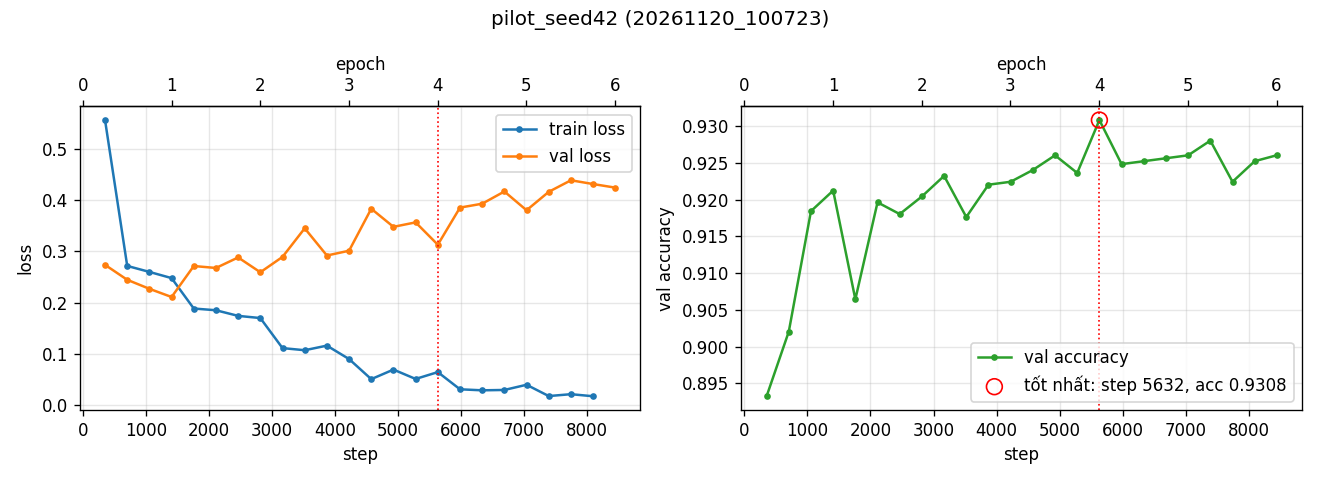 pilot_seed42 (20261120_100723)
epoch
0 1 2 3 4 5 6
train loss
val loss
0.5
0.4
0.3
0.2
0.1
0.0
loss
0 1000 2000 3000 4000 5000 6000 7000 8000
step
epoch
0 1 2 3 4 5 6
0.930
0.925
0.920
0.915
0.910
0.905
0.900
0.895
val accuracy
val accuracy
tốt nhất: step 5632, acc 0.9308
0 1000 2000 3000 4000 5000 6000 7000 8000
step